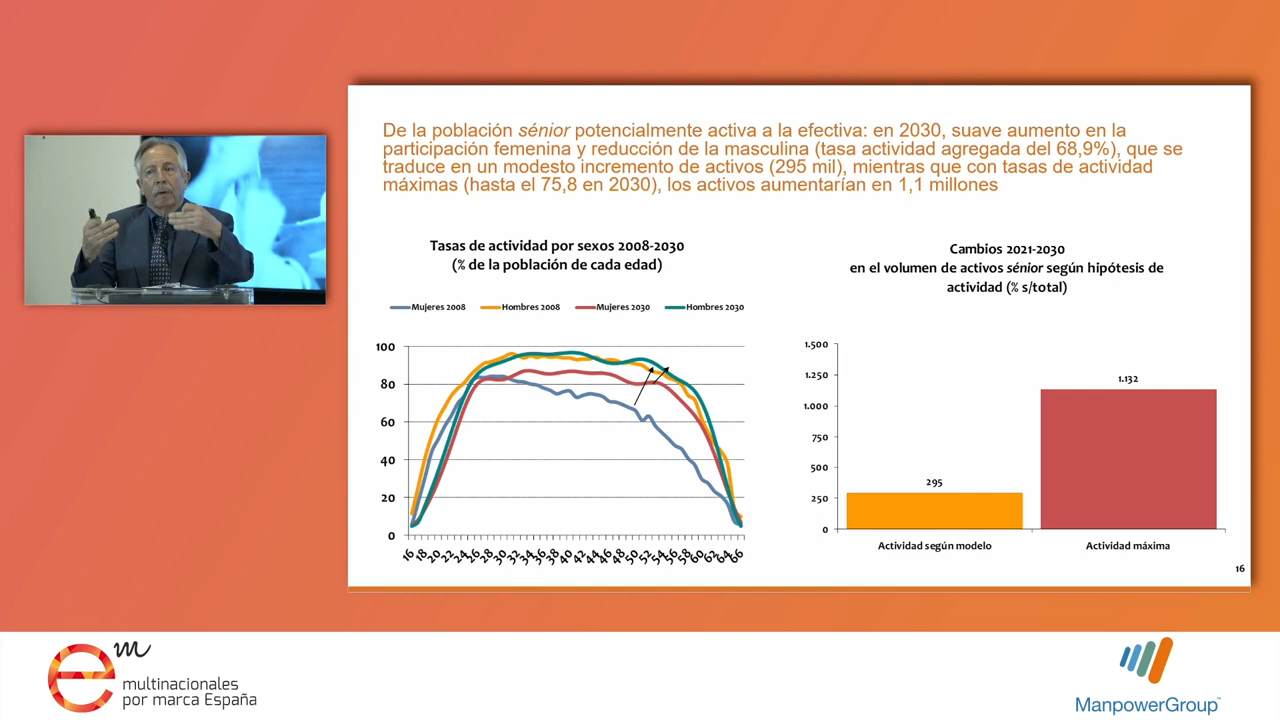 De la población sénior potencialmente activa a la efectiva: en 2030, suave aumento en la
participación femenina y reducción de la masculina (tasa actividad agregada del 68,9%), que se
traduce en un modesto incremento de activos (295 mil), mientras que con tasas de actividad
máximas (hasta el 75,8 en 2030), los activos aumentarían en 1,1 millones
Tasas de actividad por sexos 2008-2030
(% de la población de cada edad)
Mujeres 2008 Hombres 2008 Mujeres 2030 Hombres 2030
100
80
60
40
20
0
16 18 20 22 24 26 28 30 32 34 36 38 40 42 44 46 48 50 52 54 56 58 60 62 64 66
Cambios 2021-2030
en el volumen de activos sénior según hipótesis de
actividad (% s/total)
1.500
1.250
1.000
750
500
250
0
295
1.132
Actividad según modelo Actividad máxima
16
em
multinacionales
por marca España
ManpowerGroup™